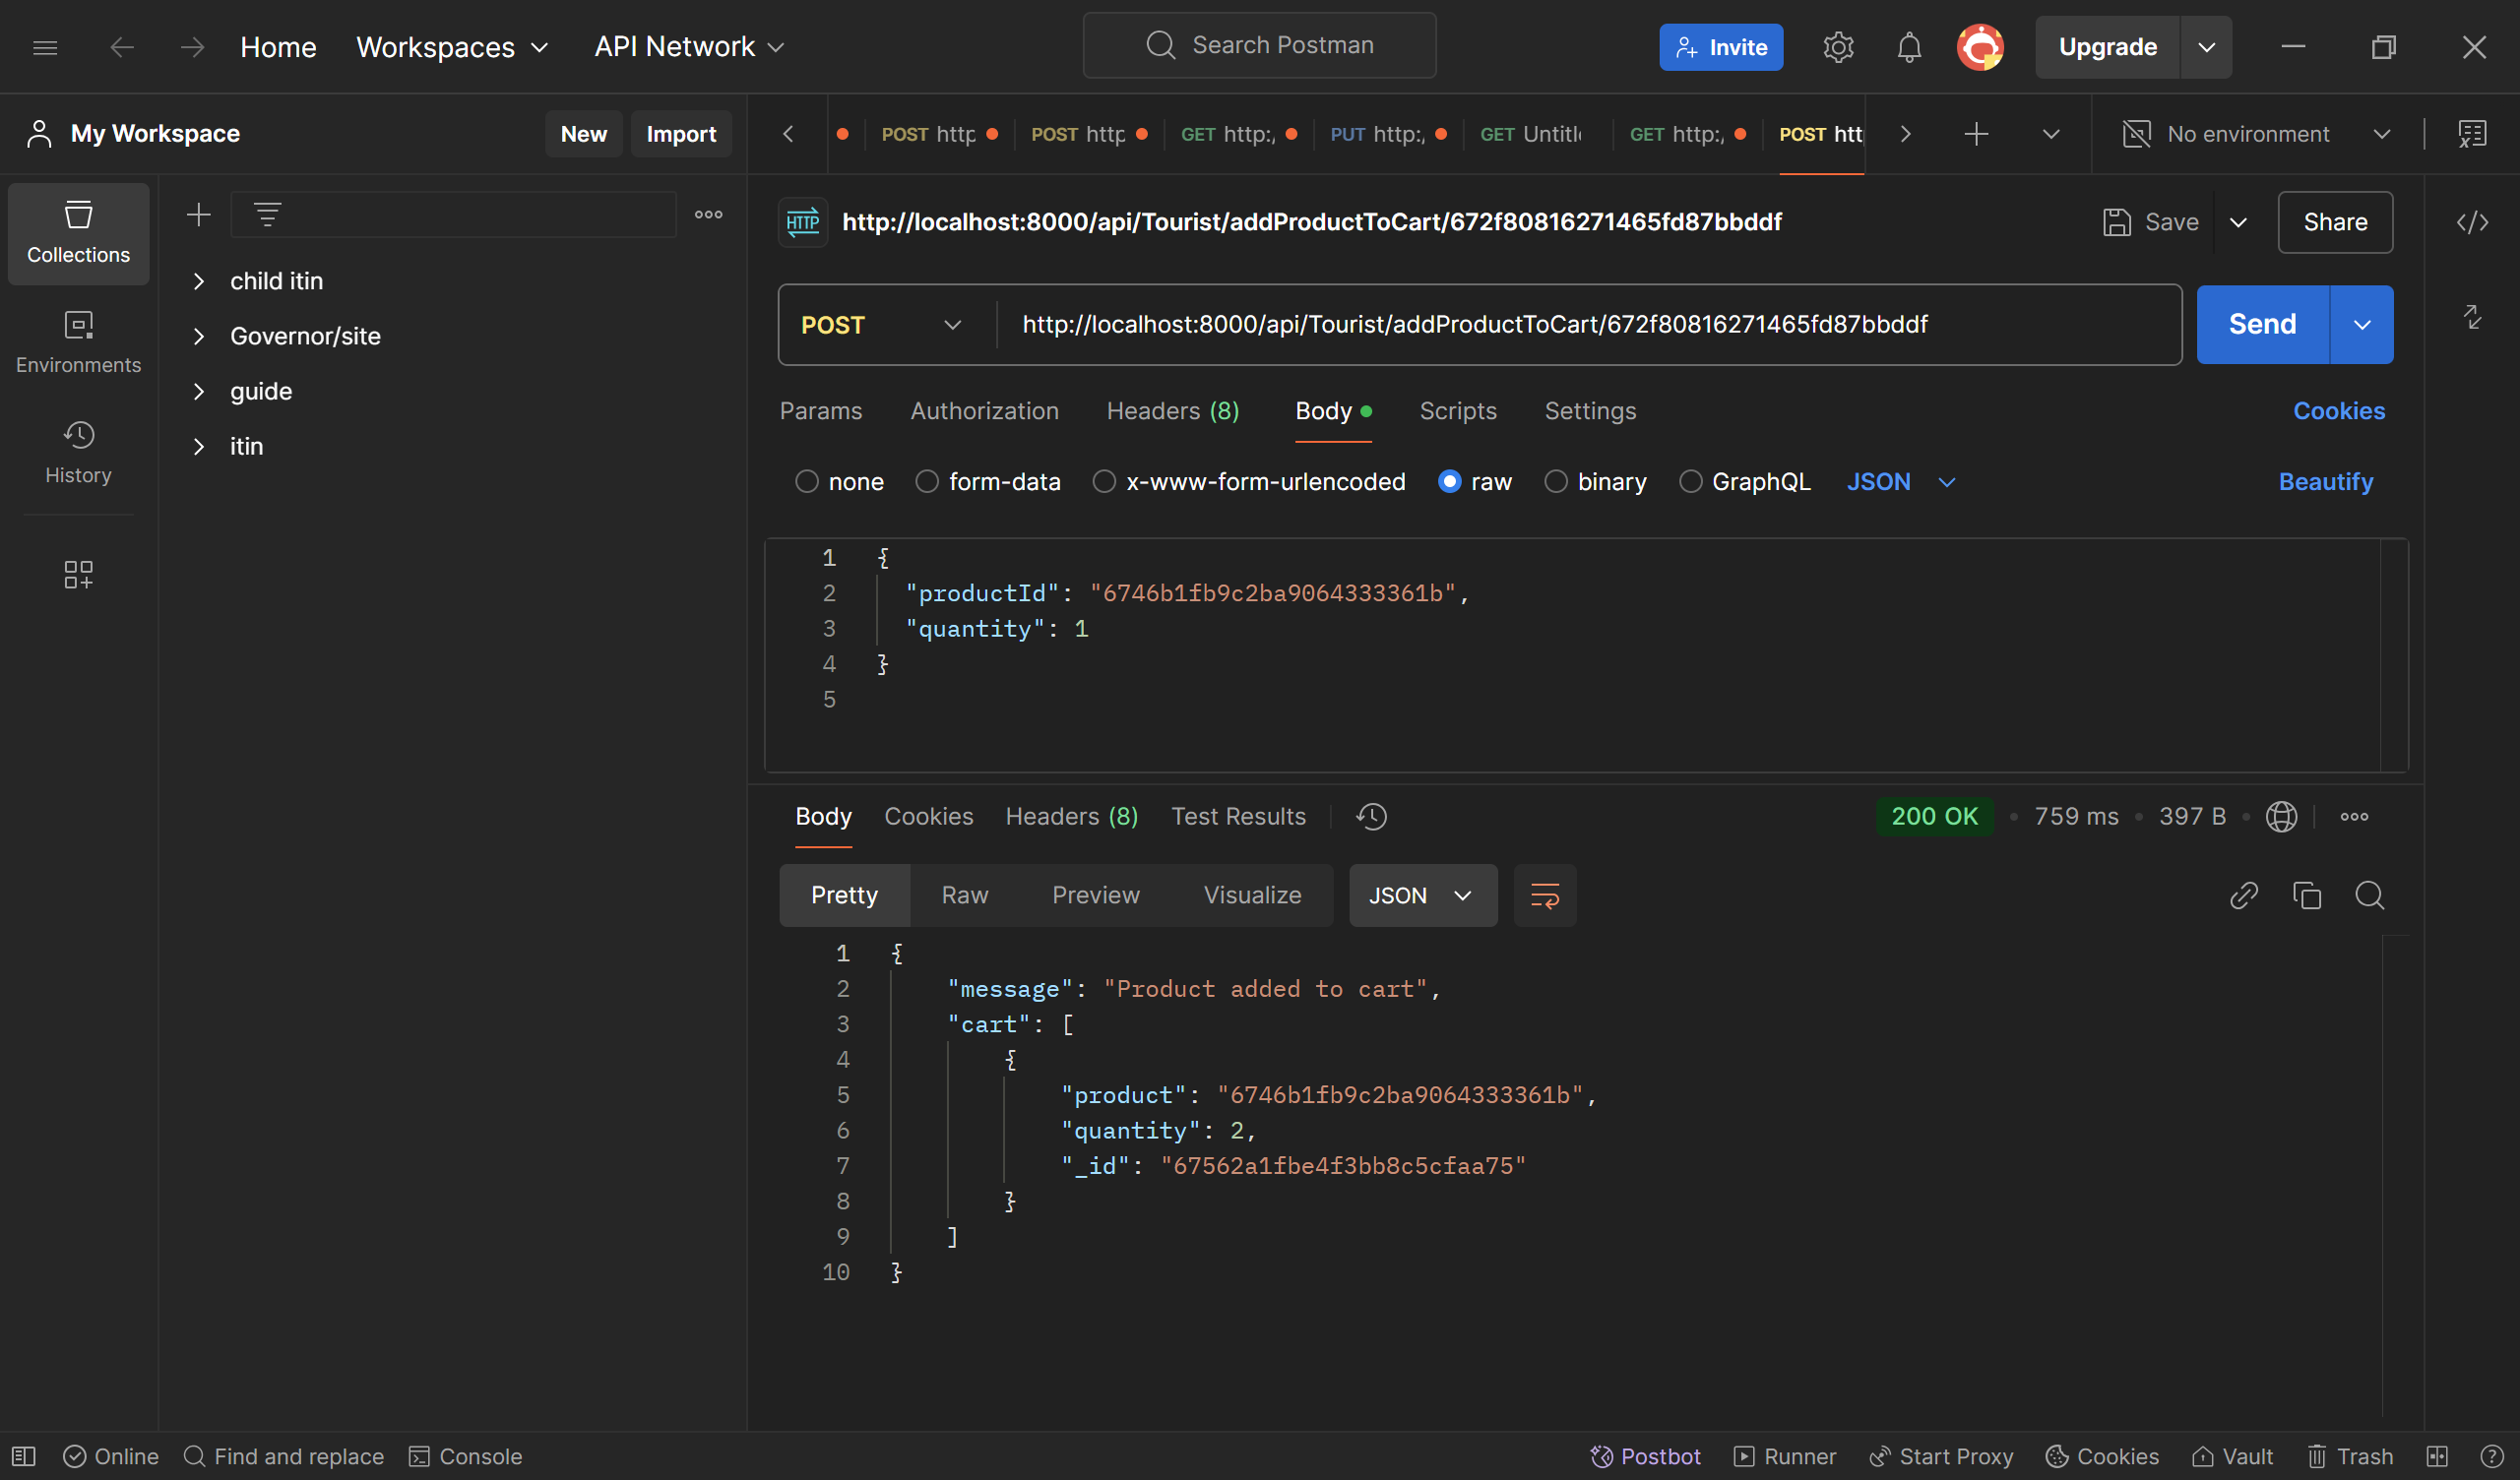 Home Workspaces API Network Search Postman Invite Upgrade
My Workspace New Import POST http POST http GET http:/ PUT http:/ GET Untitl GET http:/ POST htt No environment
Collections
Environments
History
child itin
Governor/site
guide
itin
HTTP http://localhost:8000/api/Tourist/addProductToCart/672f80816271465fd87bbddf Save Share
POST http://localhost:8000/api/Tourist/addProductToCart/672f80816271465fd87bbddf Send
Params Authorization Headers (8) Body Scripts Settings Cookies
none form-data x-www-form-urlencoded raw binary GraphQL JSON Beautify
1 {
2 "productId": "6746b1fb9c2ba9064333361b",
3 "quantity": 1
4 }
5
Body Cookies Headers (8) Test Results 200 OK • 759 ms • 397 B •
Pretty Raw Preview Visualize JSON
1 {
2 "message": "Product added to cart",
3 "cart": [
4 {
5 "product": "6746b1fb9c2ba9064333361b",
6 "quantity": 2,
7 "_id": "67562a1fbe4f3bb8c5cfaa75"
8 }
9 ]
10 }
Online Find and replace Console Postbot Runner Start Proxy Cookies Vault Trash